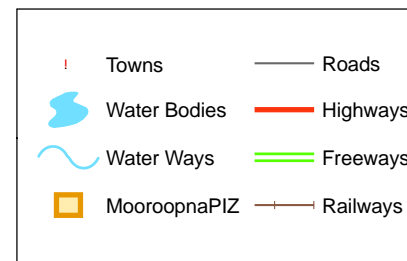 Towns
Roads
Water Bodies
Highways
Water Ways
Freeways
MooroopnaPIZ
Railways